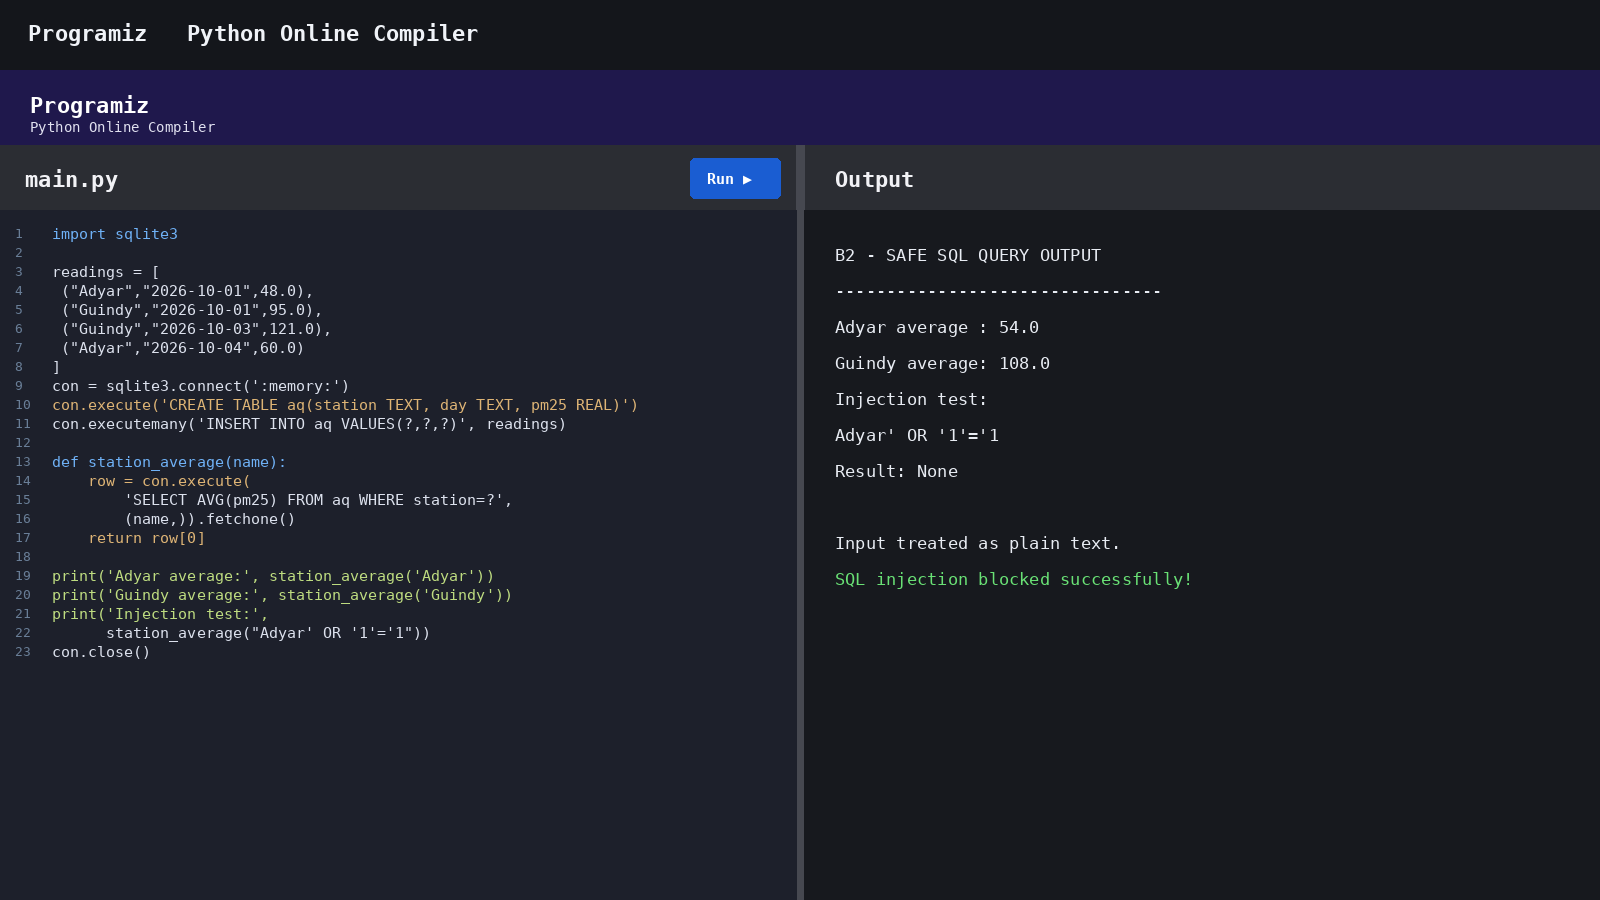 Programiz   Python Online Compiler
Programiz
Python Online Compiler
main.py
Run ▶
1 import sqlite3
2
3 readings = [
4  ("Adyar","2026-10-01",48.0),
5  ("Guindy","2026-10-01",95.0),
6  ("Guindy","2026-10-03",121.0),
7  ("Adyar","2026-10-04",60.0)
8 ]
9 con = sqlite3.connect(':memory:')
10 con.execute('CREATE TABLE aq(station TEXT, day TEXT, pm25 REAL)')
11 con.executemany('INSERT INTO aq VALUES(?,?,?)', readings)
12
13 def station_average(name):
14     row = con.execute(
15         'SELECT AVG(pm25) FROM aq WHERE station=?',
16         (name,)).fetchone()
17     return row[0]
18
19 print('Adyar average:', station_average('Adyar'))
20 print('Guindy average:', station_average('Guindy'))
21 print('Injection test:',
22       station_average("Adyar' OR '1'='1"))
23 con.close()
Output
B2 - SAFE SQL QUERY OUTPUT
--------------------------------
Adyar average : 54.0
Guindy average: 108.0
Injection test:
Adyar' OR '1'='1
Result: None
Input treated as plain text.
SQL injection blocked successfully!